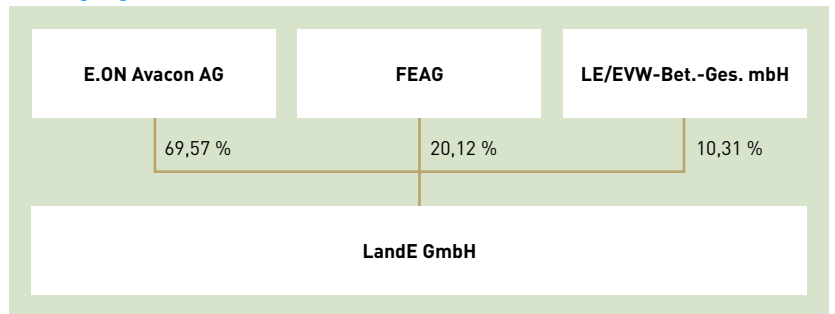 E.ON Avacon AG
FEAG
LE/EVW-Bet.-Ges. mbH
69,57 %
20,12 %
10,31 %
LandE GmbH